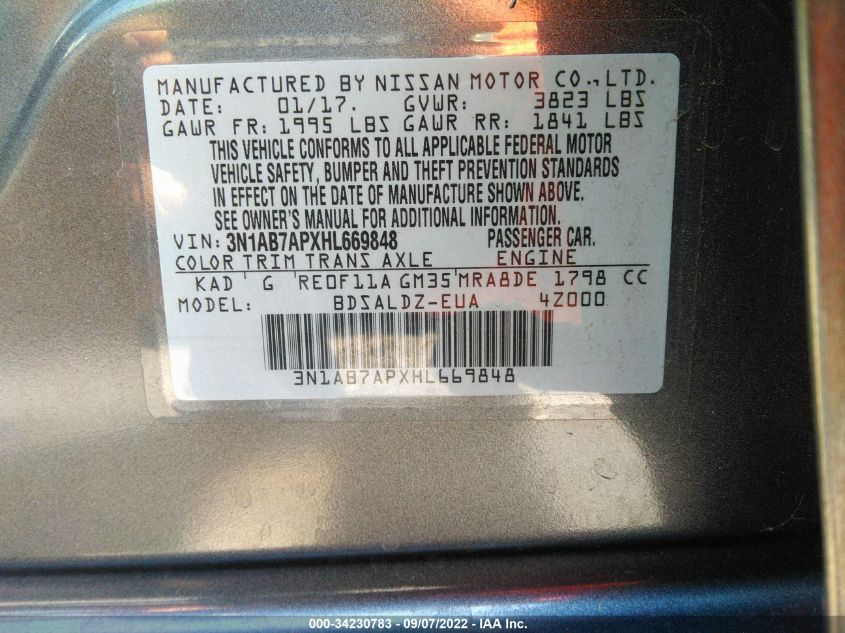 MANUFACTURED BY NISSAN MOTOR CO., LTD.
DATE: 01/17. GVWR: 3823 LBS
GAWR FR: 1995 LBS GAWR RR: 1841 LBS
THIS VEHICLE CONFORMS TO ALL APPLICABLE FEDERAL MOTOR
VEHICLE SAFETY, BUMPER AND THEFT PREVENTION STANDARDS
IN EFFECT ON THE DATE OF MANUFACTURE SHOWN ABOVE.
SEE OWNER'S MANUAL FOR ADDITIONAL INFORMATION.
VIN: 3N1AB7APXHL669848 PASSENGER CAR.
COLOR TRIM TRANS AXLE ENGINE
KAD G RE0F11A GM35 MRA8DE 1798 CC
MODEL: BDSALDZ-EUA 4Z000
3N1AB7APXHL669848
000-34230783 - 09/07/2022 - IAA Inc.